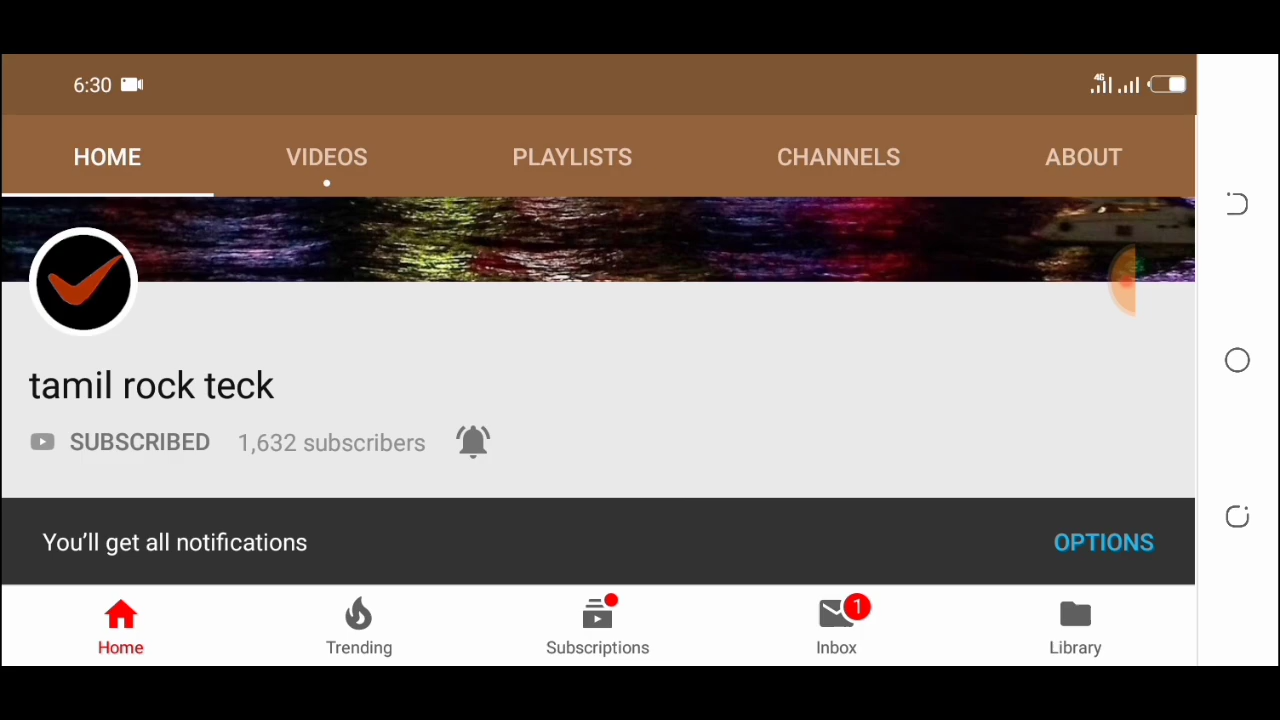 6:30 4G
HOME VIDEOS PLAYLISTS CHANNELS ABOUT
tamil rock teck
SUBSCRIBED 1,632 subscribers
You’ll get all notifications OPTIONS
1
Home Trending Subscriptions Inbox Library